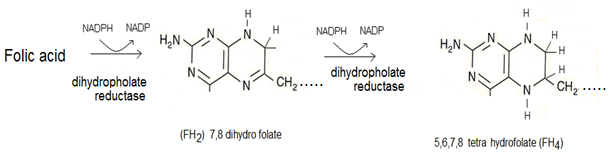 Folic acid
NADPH NADP
dihydropholate
reductase
H
H₂N N N H
H
N N CH₂.....
(FH₂) 7,8 dihydro folate
NADPH NADP
dihydropholate
reductase
H
H₂N N N H
H
H
N N CH₂.....
H
5,6,7,8 tetra hydrofolate (FH₄)